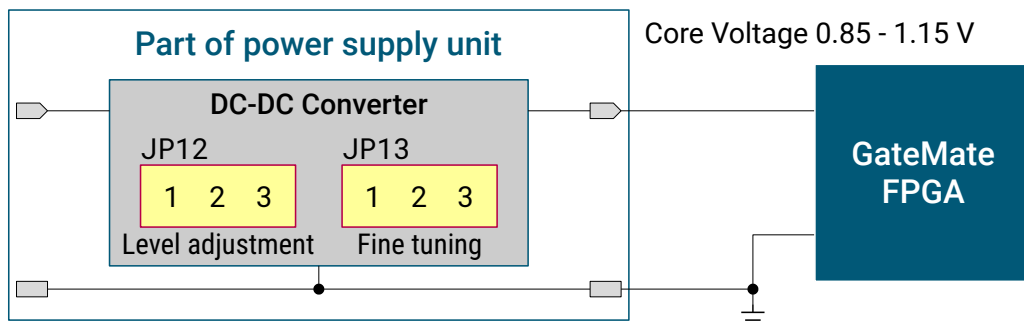 Part of power supply unit
Core Voltage 0.85 - 1.15 V
DC-DC Converter
JP12
JP13
1 2 3
1 2 3
Level adjustment
Fine tuning
GateMate
FPGA